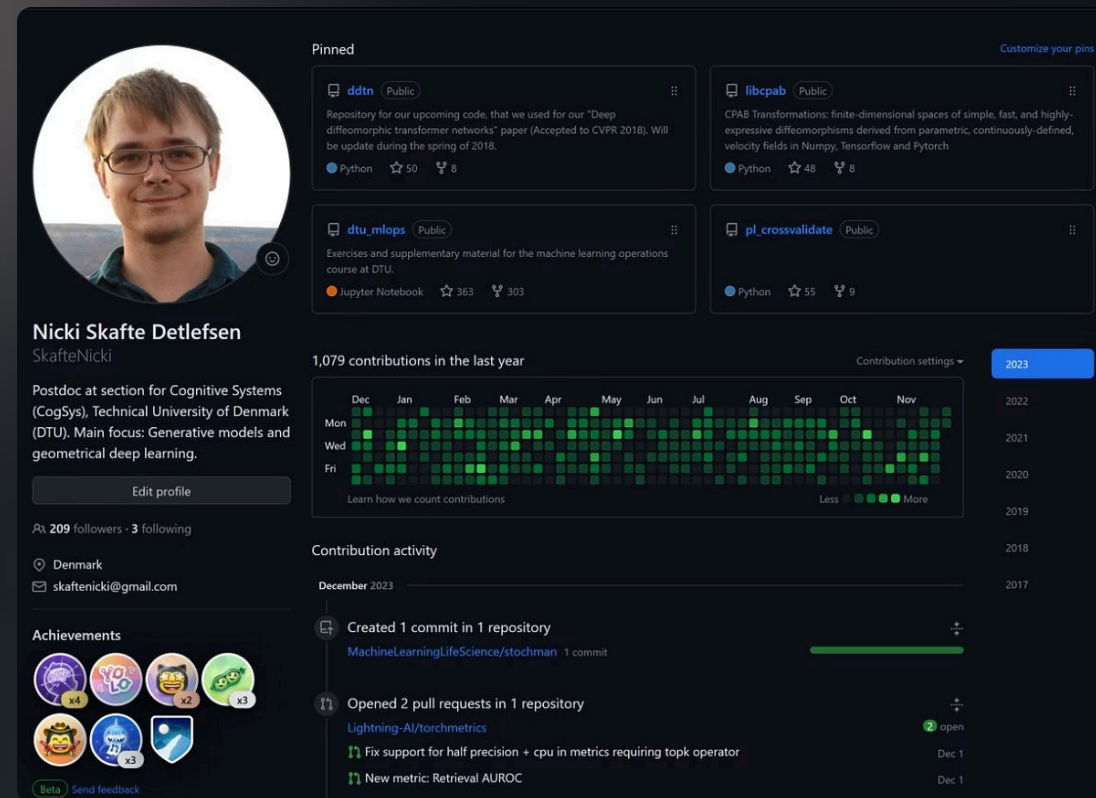 Pinned
Customize your pins
ddtn Public
Repository for our upcoming code, that we used for our "Deep
diffeomorphic transformer networks" paper (Accepted to CVPR 2018). Will
be update during the spring of 2018.
Python 50 8
libcpab Public
CPAB Transformations: finite-dimensional spaces of simple, fast, and highly-
expressive diffeomorphisms derived from parametric, continuously-defined,
velocity fields in Numpy, Tensorflow and Pytorch
Python 48 8
dtu_mlops Public
Exercises and supplementary material for the machine learning operations
course at DTU.
Jupyter Notebook 363 303
pl_crossvalidate Public
Python 55 9
Nicki Skafte Detlefsen
SkafteNicki
Postdoc at section for Cognitive Systems
(CogSys), Technical University of Denmark
(DTU). Main focus: Generative models and
geometrical deep learning.
Edit profile
209 followers · 3 following
Denmark
skaftenicki@gmail.com
Achievements
x4
YOLO
x2
x3
x3
Beta Send feedback
1,079 contributions in the last year
Contribution settings
Dec Jan Feb Mar Apr May Jun Jul Aug Sep Oct Nov
Mon
Wed
Fri
Learn how we count contributions
Less More
2023
2022
2021
2020
2019
2018
2017
Contribution activity
December 2023
Created 1 commit in 1 repository
MachineLearningLifeScience/stochman 1 commit
Opened 2 pull requests in 1 repository
Lightning-AI/torchmetrics
2 open
Fix support for half precision + cpu in metrics requiring topk operator
Dec 1
New metric: Retrieval AUROC
Dec 1